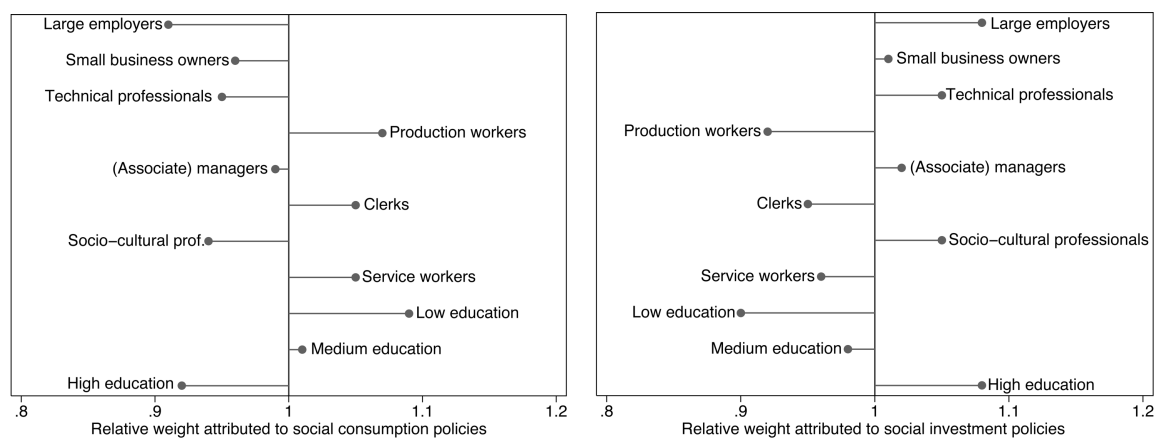 Large employers
Small business owners
Technical professionals
Production workers
(Associate) managers
Clerks
Socio–cultural prof.
Service workers
Low education
Medium education
High education
.8 .9 1 1.1 1.2
Relative weight attributed to social consumption policies
Large employers
Small business owners
Technical professionals
Production workers
(Associate) managers
Clerks
Socio–cultural professionals
Service workers
Low education
Medium education
High education
.8 .9 1 1.1 1.2
Relative weight attributed to social investment policies